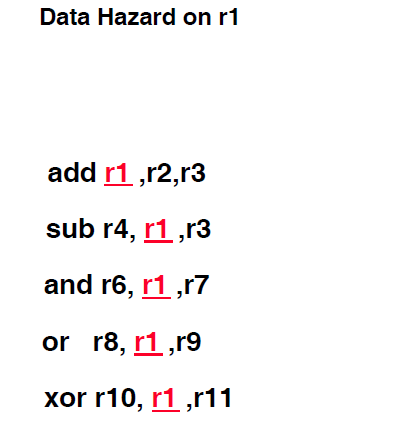 Data Hazard on r1
add r1 ,r2,r3
sub r4, r1 ,r3
and r6, r1 ,r7
or r8, r1 ,r9
xor r10, r1 ,r11